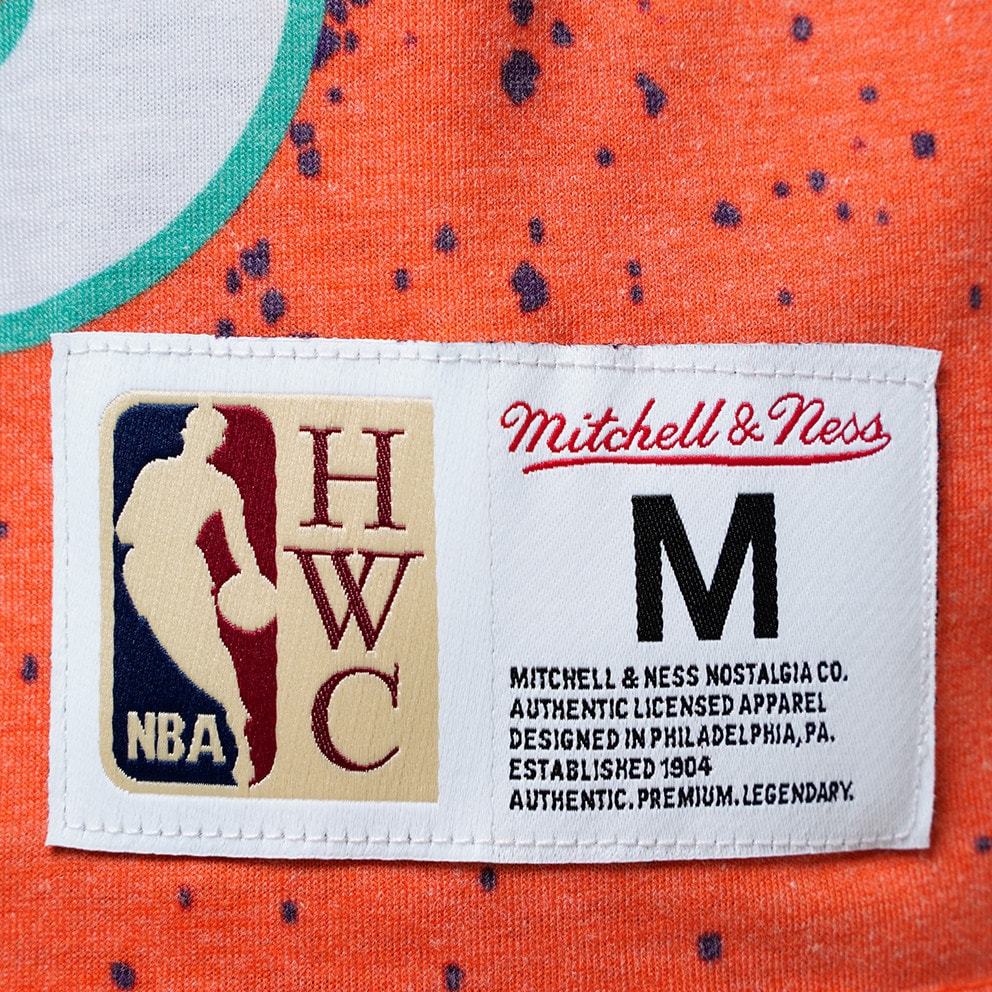 NBA
H
W
C
Mitchell & Ness
M
MITCHELL & NESS NOSTALGIA CO.
AUTHENTIC LICENSED APPAREL
DESIGNED IN PHILADELPHIA, PA.
ESTABLISHED 1904
AUTHENTIC. PREMIUM. LEGENDARY.